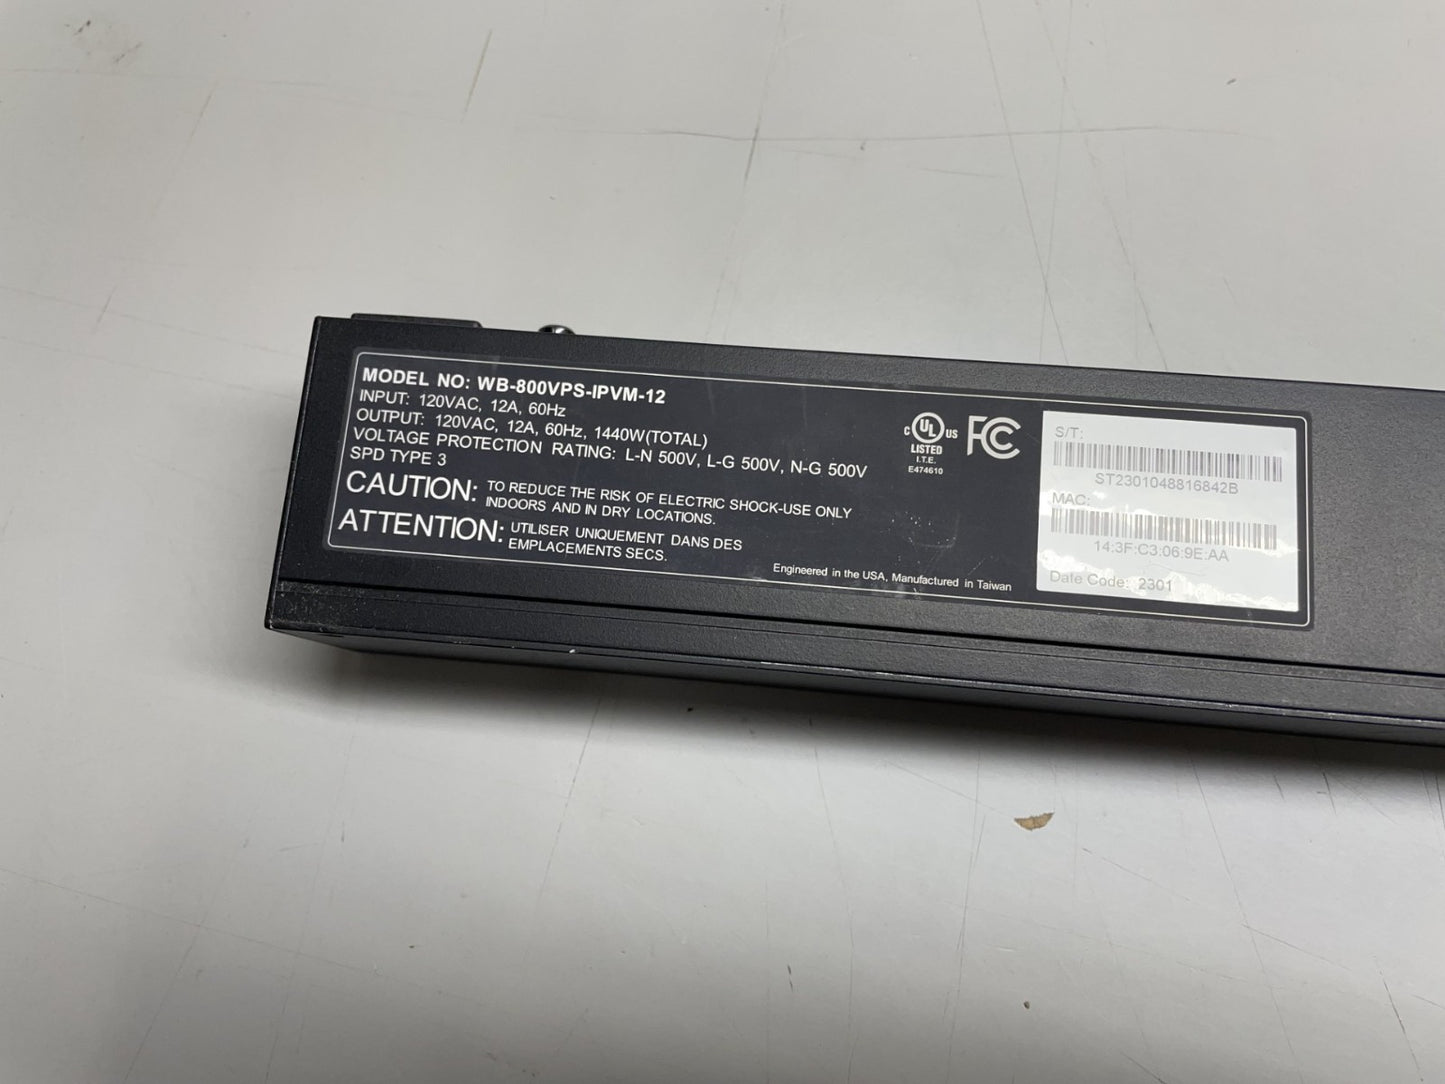 MODEL NO: WB-800VPS-IPVM-12
INPUT: 120VAC, 12A, 60Hz
OUTPUT: 120VAC, 12A, 60Hz, 1440W(TOTAL)
VOLTAGE PROTECTION RATING: L-N 500V, L-G 500V, N-G 500V
SPD TYPE 3
CAUTION: TO REDUCE THE RISK OF ELECTRIC SHOCK-USE ONLY
INDOORS AND IN DRY LOCATIONS.
ATTENTION: UTILISER UNIQUEMENT DANS DES
EMPLACEMENTS SECS.
Engineered in the USA, Manufactured in Taiwan
C UL US
LISTED
I.T.E.
E474610
FC
S/T:
ST2301048816842B
MAC:
14:3F:C3:06:9E:AA
Date Code: 2301